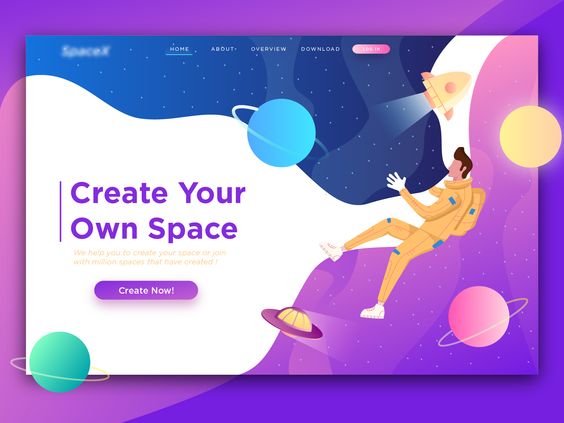 SpaceX
HOME ABOUT OVERVIEW DOWNLOAD LOG IN
Create Your
Own Space
We help you to create your space or join
with million spaces that have created !
Create Now!